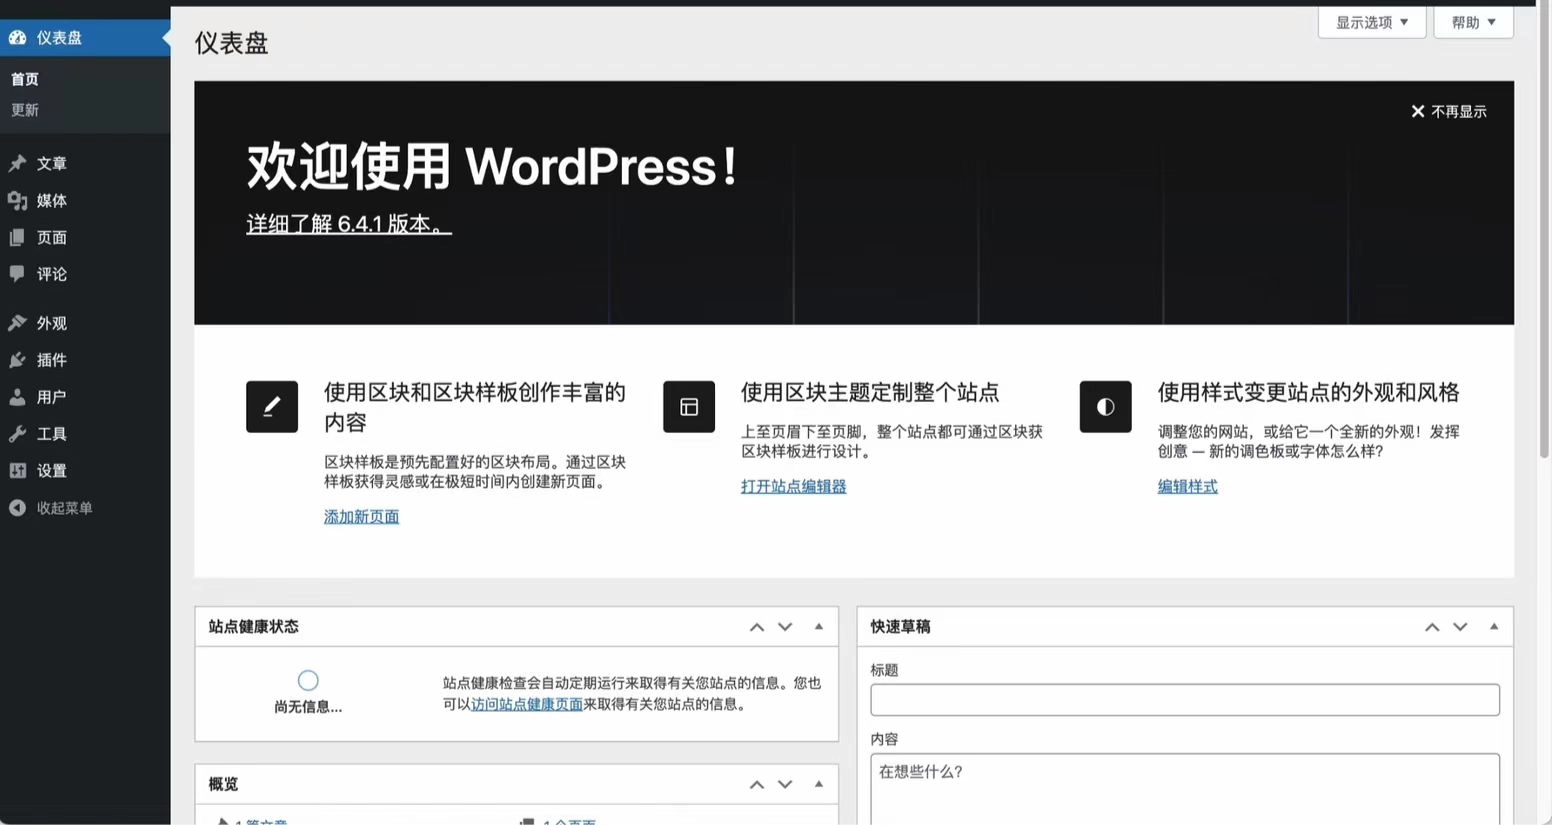 显示选项
帮助
仪表盘
首页
更新
文章
媒体
页面
评论
外观
插件
用户
工具
设置
收起菜单
仪表盘
不再显示
欢迎使用 WordPress！
详细了解 6.4.1 版本。
使用区块和区块样板创作丰富的
内容
区块样板是预先配置好的区块布局。通过区块
样板获得灵感或在极短时间内创建新页面。
添加新页面
使用区块主题定制整个站点
上至页眉下至页脚，整个站点都可通过区块获
区块样板进行设计。
打开站点编辑器
使用样式变更站点的外观和风格
调整您的网站，或给它一个全新的外观！发挥
创意 — 新的调色板或字体怎么样？
编辑样式
站点健康状态
尚无信息...
站点健康检查会自动定期运行来取得有关您站点的信息。您也
可以访问站点健康页面来取得有关您站点的信息。
概览
1 篇文章
1 个页面
快速草稿
标题
内容
在想些什么？